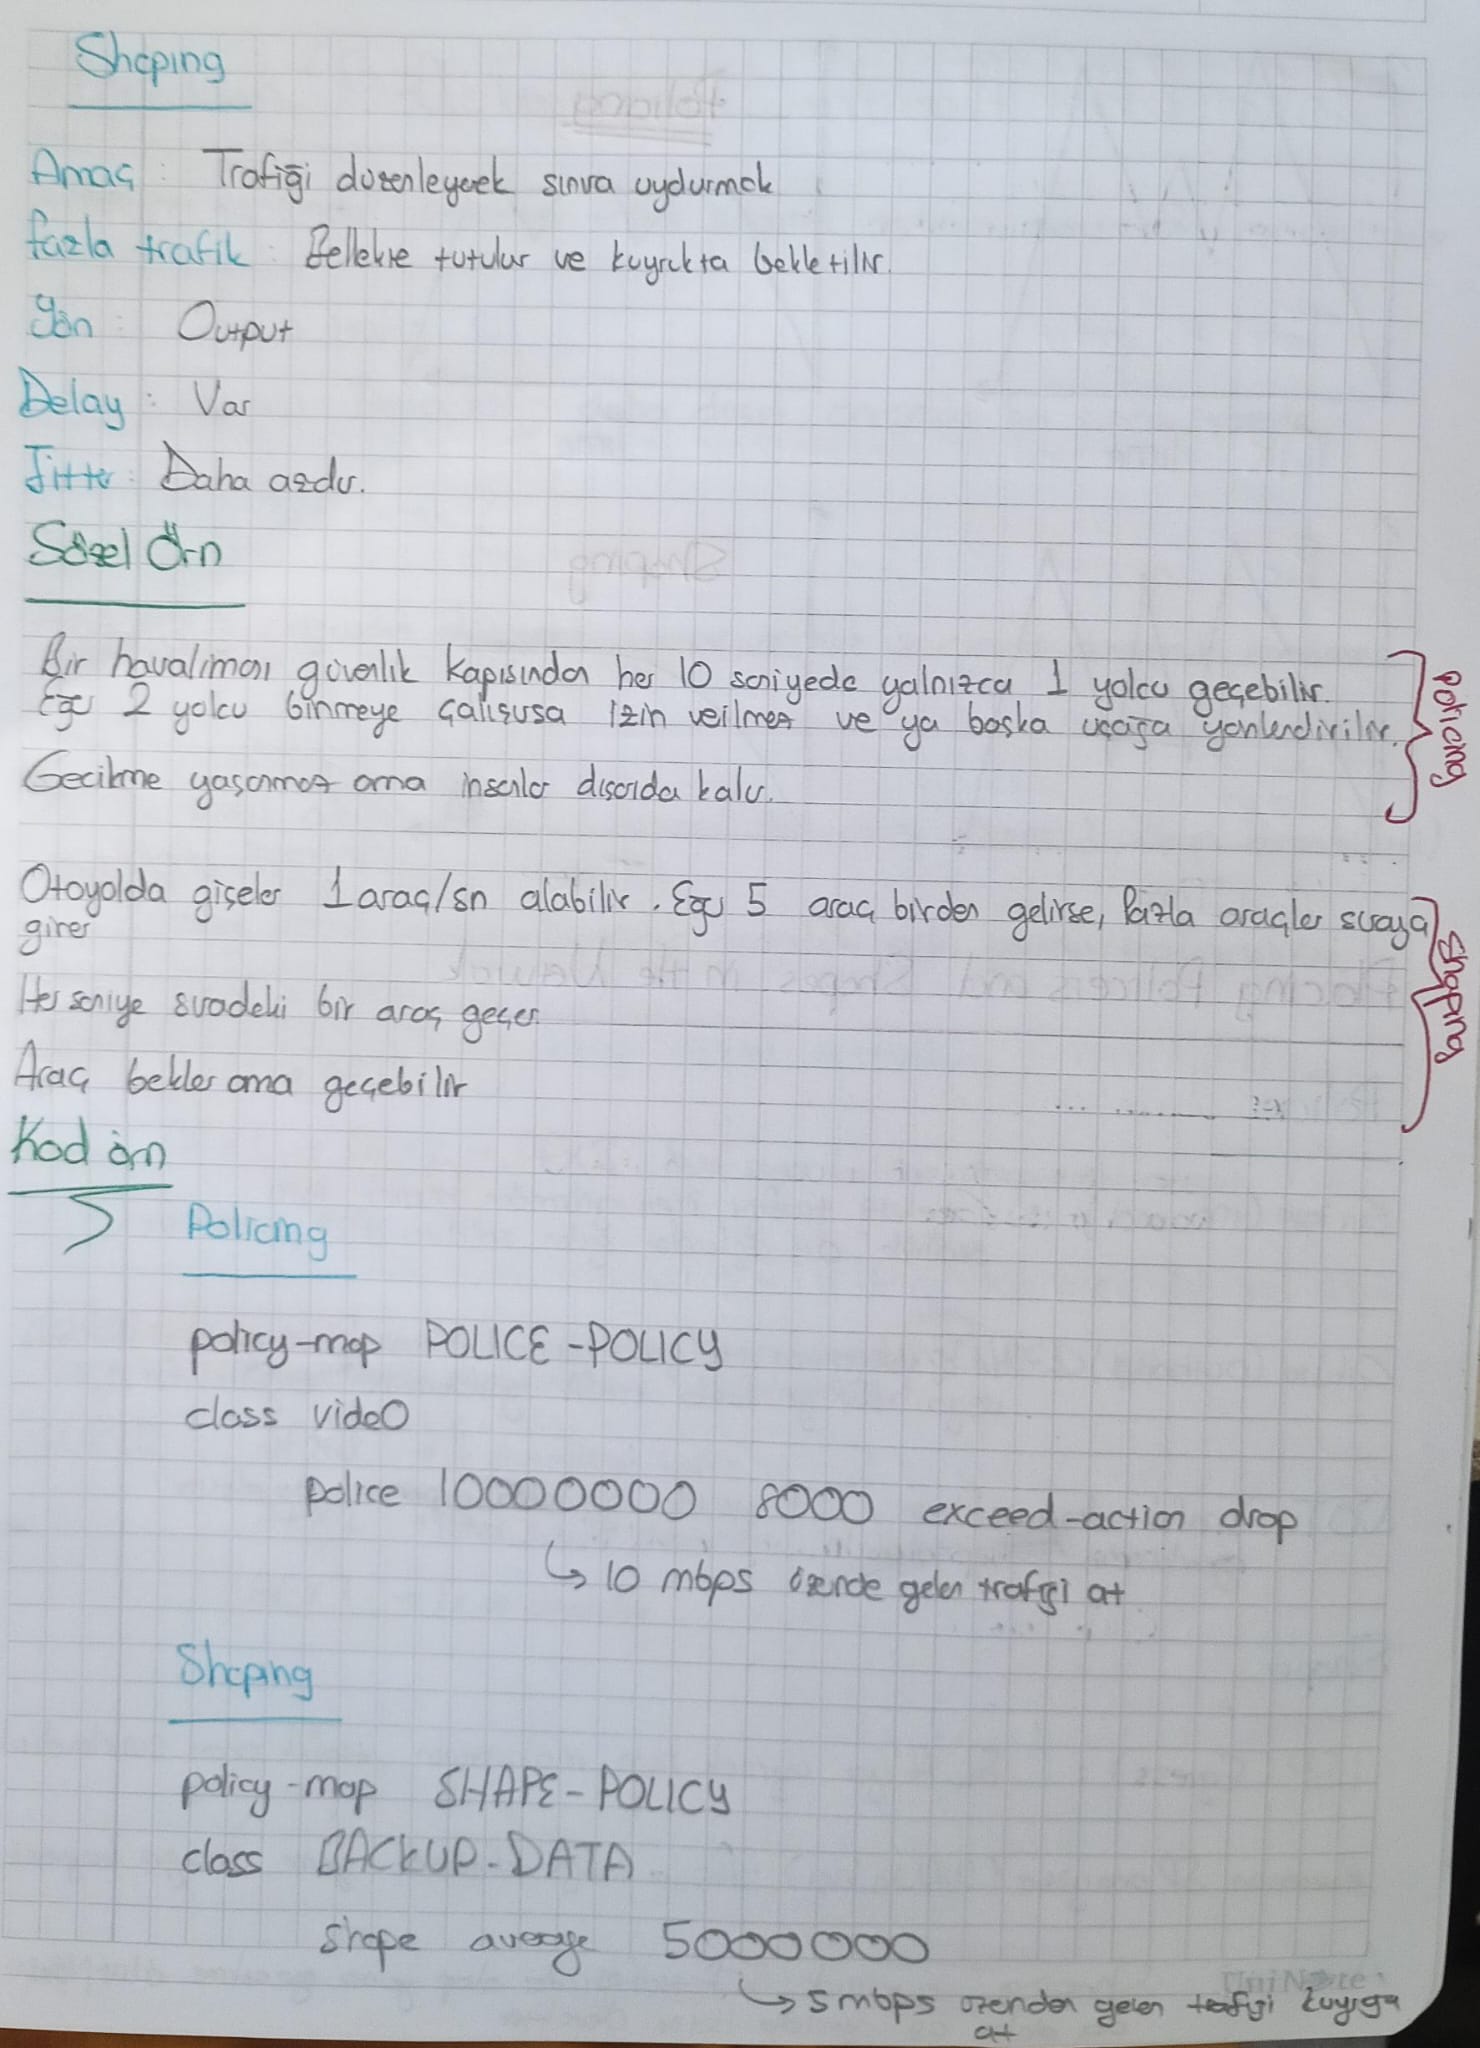 Shaping
Amaç : Trafiği düzenleyerek sınıra uydurmak
fazla trafik : Bellekte tutulur ve kuyrukta bekletilir.
Yön : Output
Delay : Var
Jitter : Daha azdır.
Sözel Örn
Bir havalimanı güvenlik kapısından her 10 saniyede yalnızca 1 yolcu geçebilir.
Eğer 2 yolcu binmeye çalışırsa izin verilmez ve ya başka uçağa yönlendirilir.
Gecikme yaşanmaz ama insanlar dışarıda kalır.
Policing
Otoyolda gişeler 1 araç/sn alabilir. Eğer 5 araç birden gelirse, fazla araçlar sıraya
girer
Her saniye sıradaki bir araç geçer.
Araç bekler ama geçebilir
Shaping
Kod örn
Policing
policy-map POLICE-POLICY
class videO
police 10000000 8000 exceed-action drop
↳ 10 mbps üzerinde gelen trafiği at
Shaping
policy-map SHAPE-POLICY
class BACKUP-DATA
shape average 5000000
↳ 5 mbps üzerinden gelen trafiği kuyruğa
at
UniNote